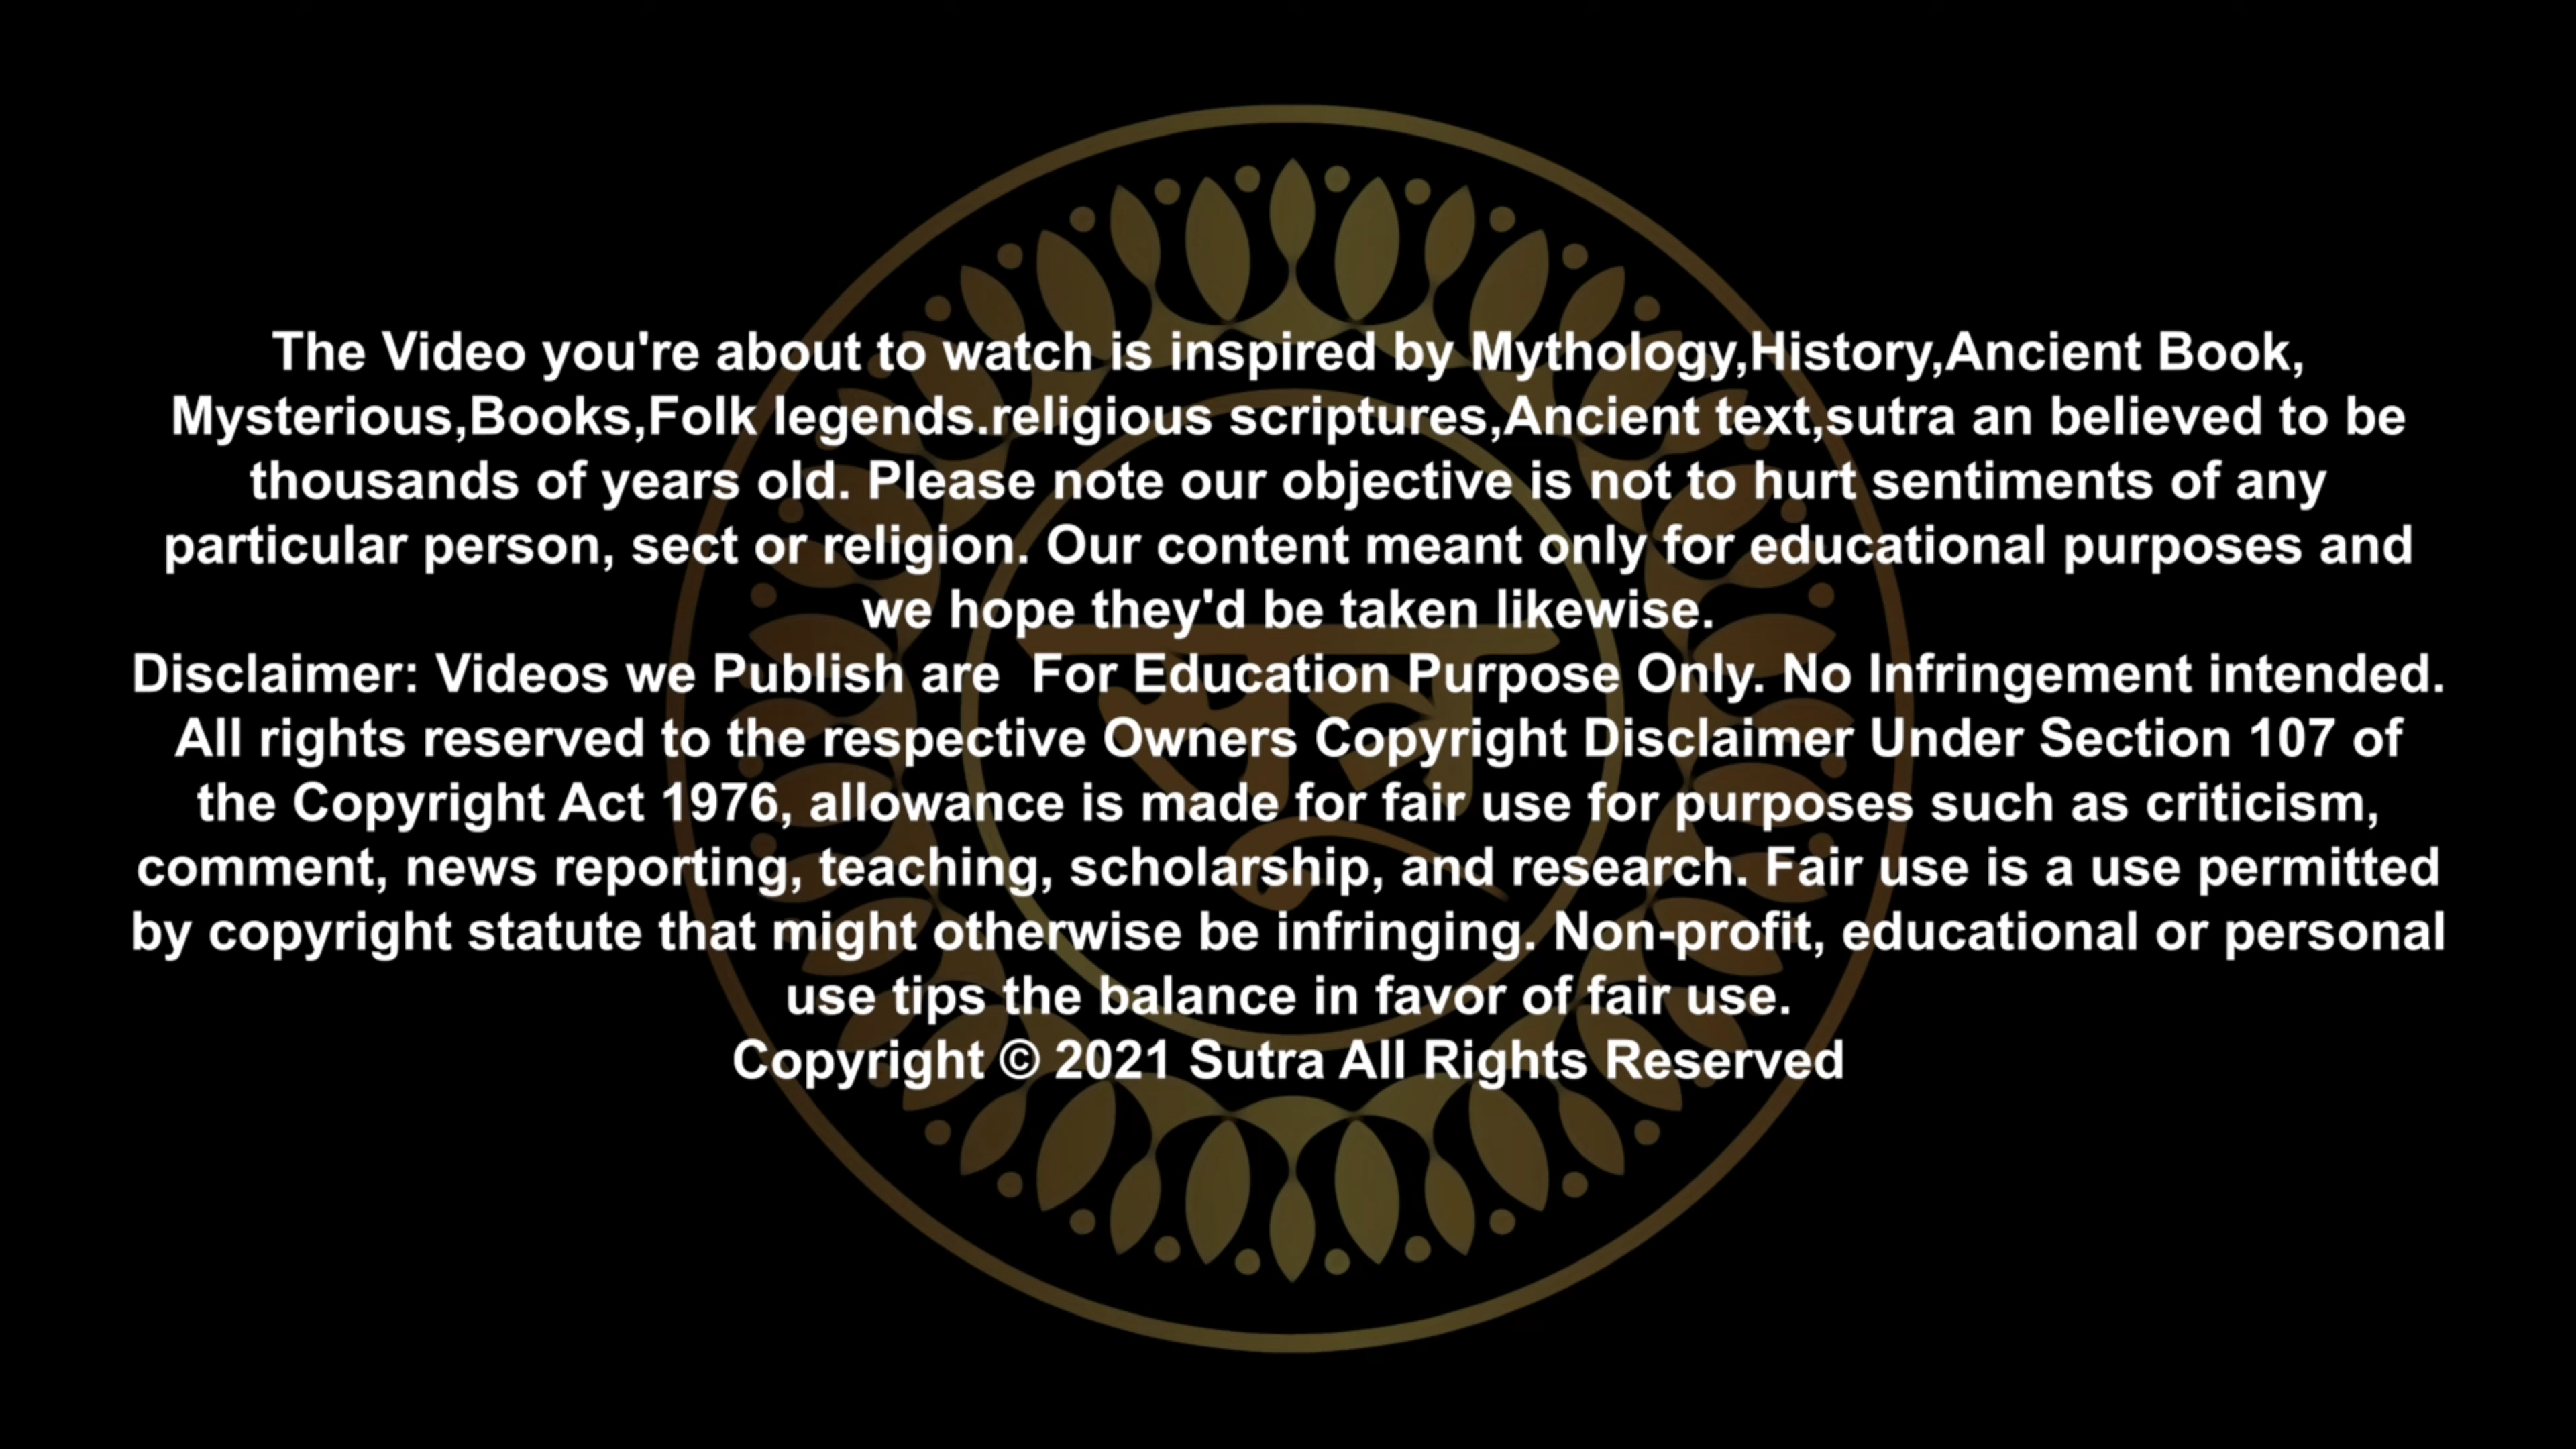 The Video you're about to watch is inspired by Mythology,History,Ancient Book,
Mysterious,Books,Folk legends.religious scriptures,Ancient text,sutra an believed to be
thousands of years old. Please note our objective is not to hurt sentiments of any
particular person, sect or religion. Our content meant only for educational purposes and
we hope they'd be taken likewise.
Disclaimer: Videos we Publish are  For Education Purpose Only. No Infringement intended.
All rights reserved to the respective Owners Copyright Disclaimer Under Section 107 of
the Copyright Act 1976, allowance is made for fair use for purposes such as criticism,
comment, news reporting, teaching, scholarship, and research. Fair use is a use permitted
by copyright statute that might otherwise be infringing. Non-profit, educational or personal
use tips the balance in favor of fair use.
Copyright © 2021 Sutra All Rights Reserved
सूत्र